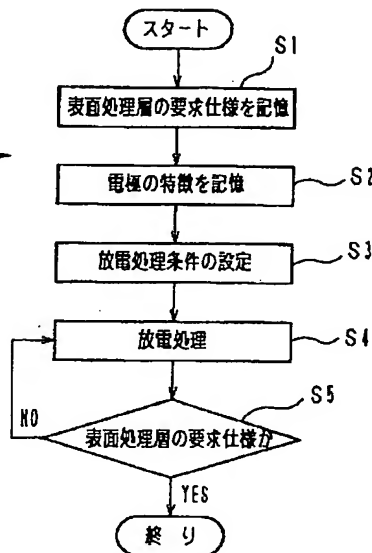 スタート
S1
表面処理層の要求仕様を記憶
S2
電極の特徴を記憶
S3
放電処理条件の設定
S4
放電処理
S5
NO
表面処理層の要求仕様か
YES
終り